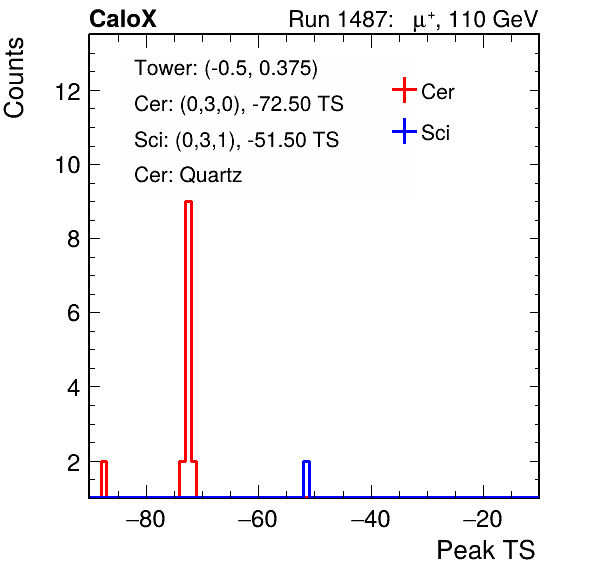 CaloX Run 1487: μ⁺, 110 GeV
Counts
Tower: (-0.5, 0.375)
Cer: (0,3,0), -72.50 TS
Sci: (0,3,1), -51.50 TS
Cer: Quartz
Cer
Sci
12
10
8
6
4
2
−80 −60 −40 −20
Peak TS